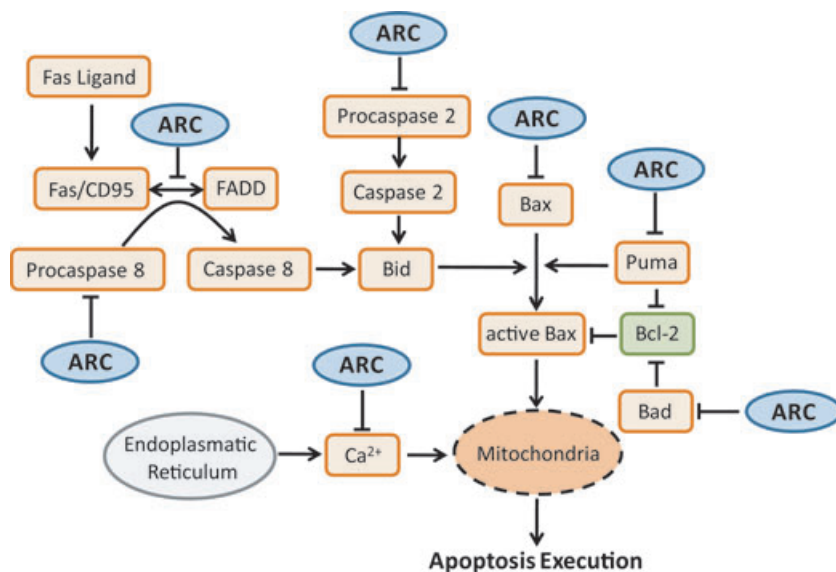 ARC
Fas Ligand
ARC
Procaspase 2
ARC
ARC
Fas/CD95
FADD
Caspase 2
Bax
Procaspase 8
Caspase 8
Bid
Puma
ARC
active Bax
Bcl-2
ARC
Bad
ARC
Endoplasmatic
Reticulum
Ca²⁺
Mitochondria
Apoptosis Execution